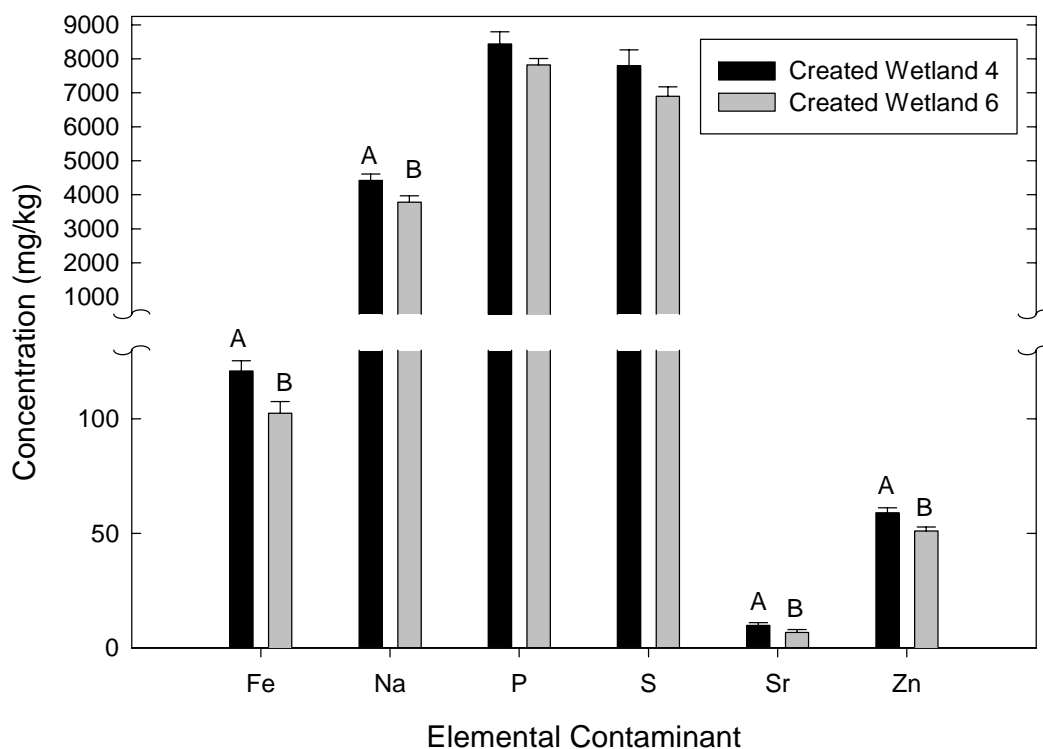 9000
8000
7000
6000
5000
4000
3000
2000
1000
100
50
0
Concentration (mg/kg)
Created Wetland 4
Created Wetland 6
A
B
A
B
A
B
A
B
Fe Na P S Sr Zn
Elemental Contaminant